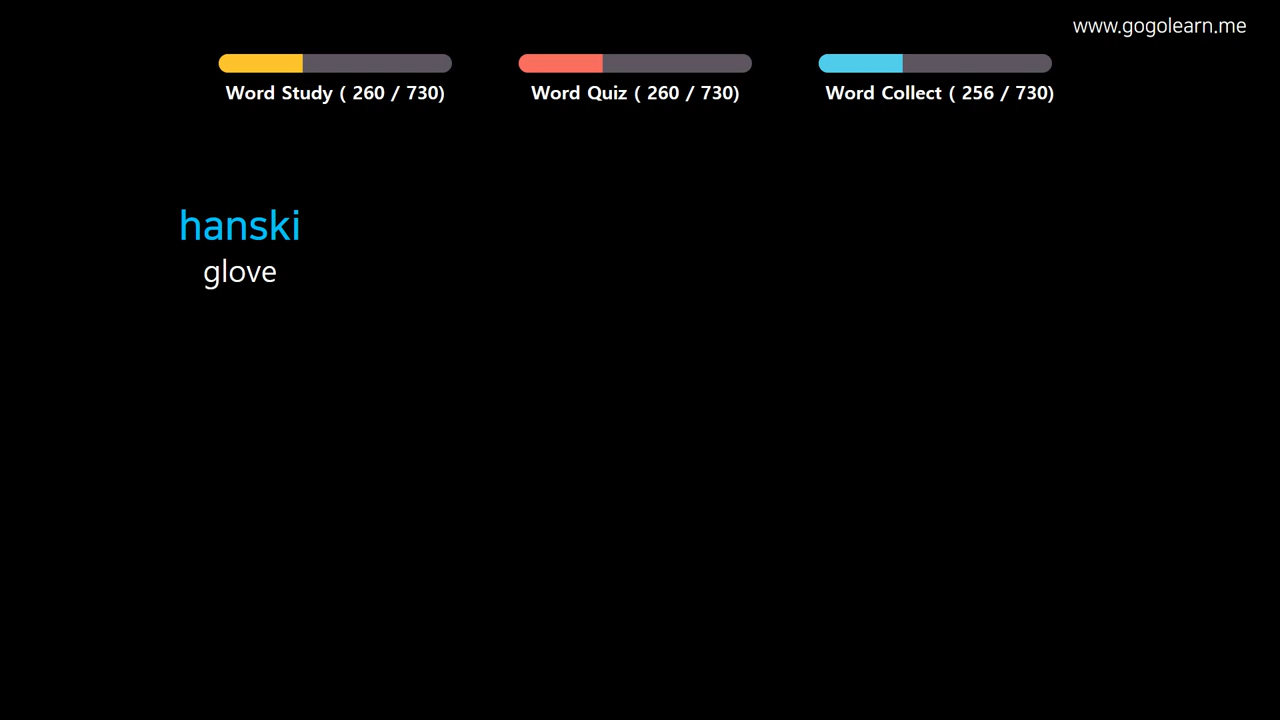 www.gogolearn.me
Word Study ( 260 / 730)
Word Quiz ( 260 / 730)
Word Collect ( 256 / 730)
hanski
glove